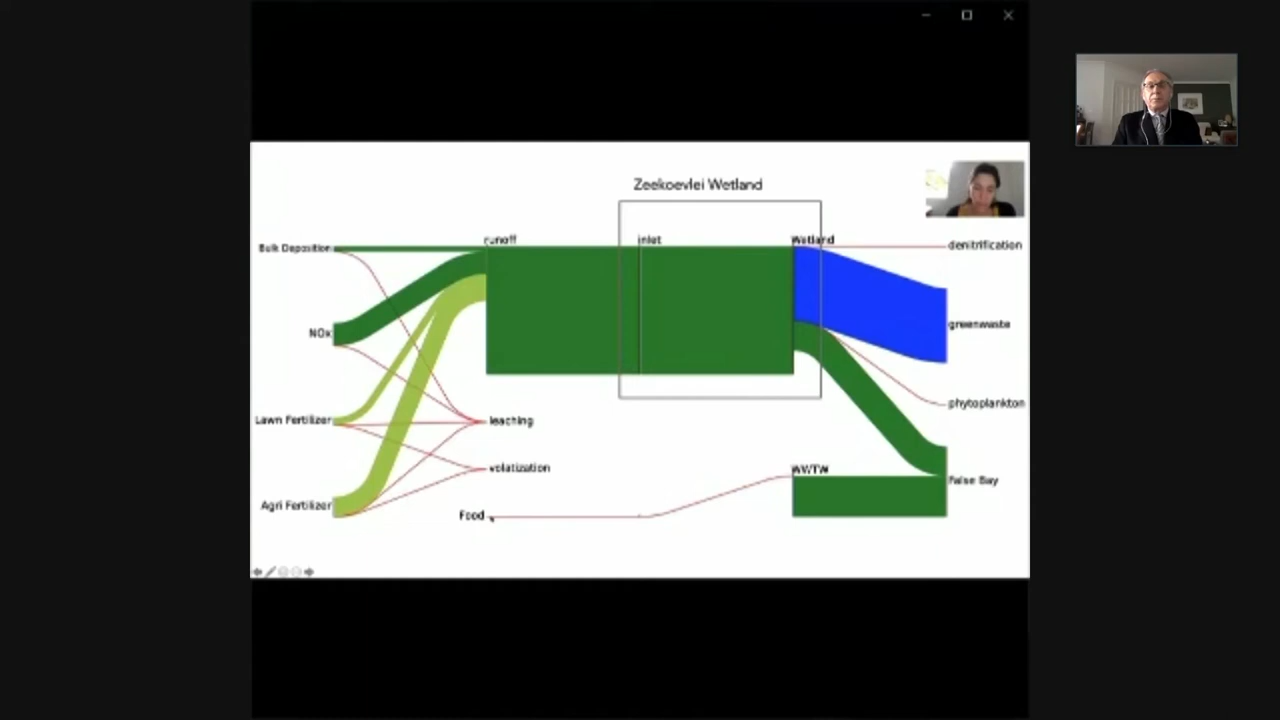 Zeekoevlei Wetland
runoff
inlet
Wetland
denitrification
Bulk Deposition
greenwaste
NOx
phytoplankton
Lawn Fertilizer
leaching
volatization
WWTW
False Bay
Agri Fertilizer
Food